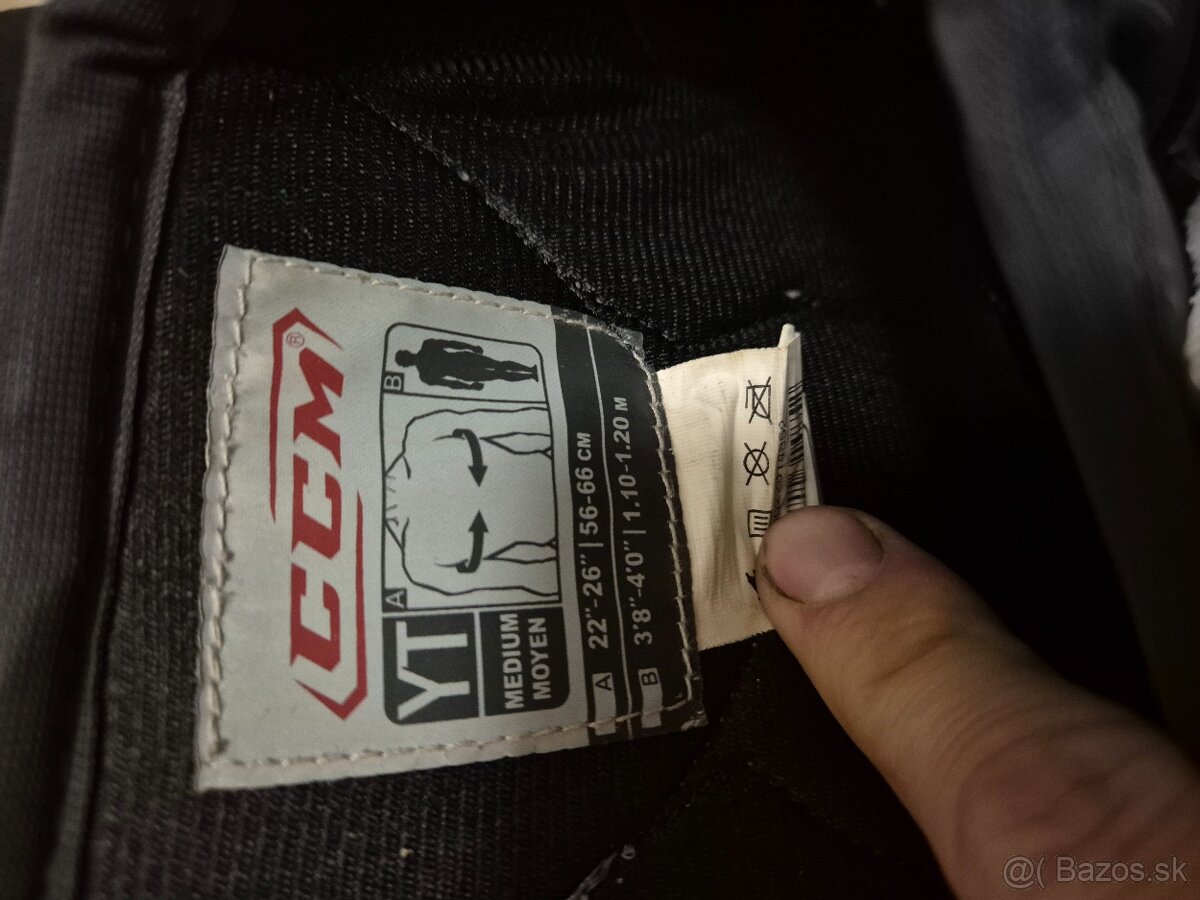 CCM®
YT
MEDIUM
MOYEN
A
B
A 22"-26" | 56-66 CM
B 3'8"-4'0" | 1.10-1.20 M
@( Bazos.sk